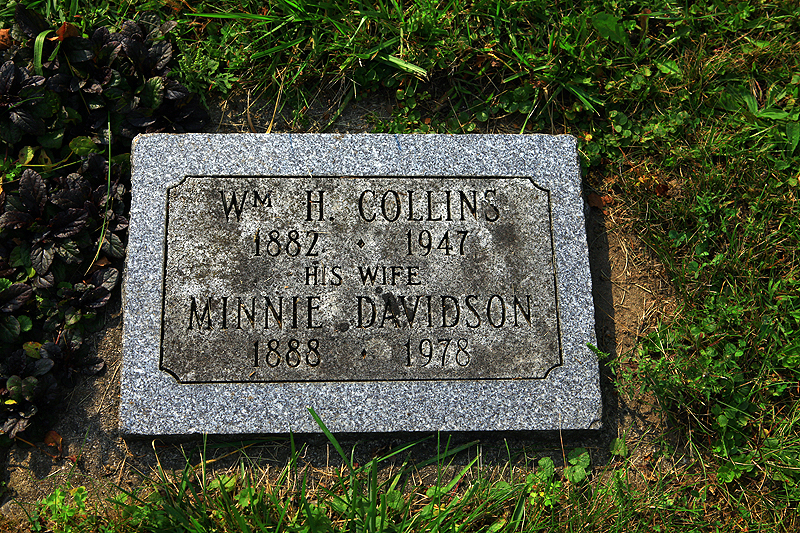 Wᴹ H. COLLINS
1882 · 1947
HIS WIFE
MINNIE DAVIDSON
1888 · 1978